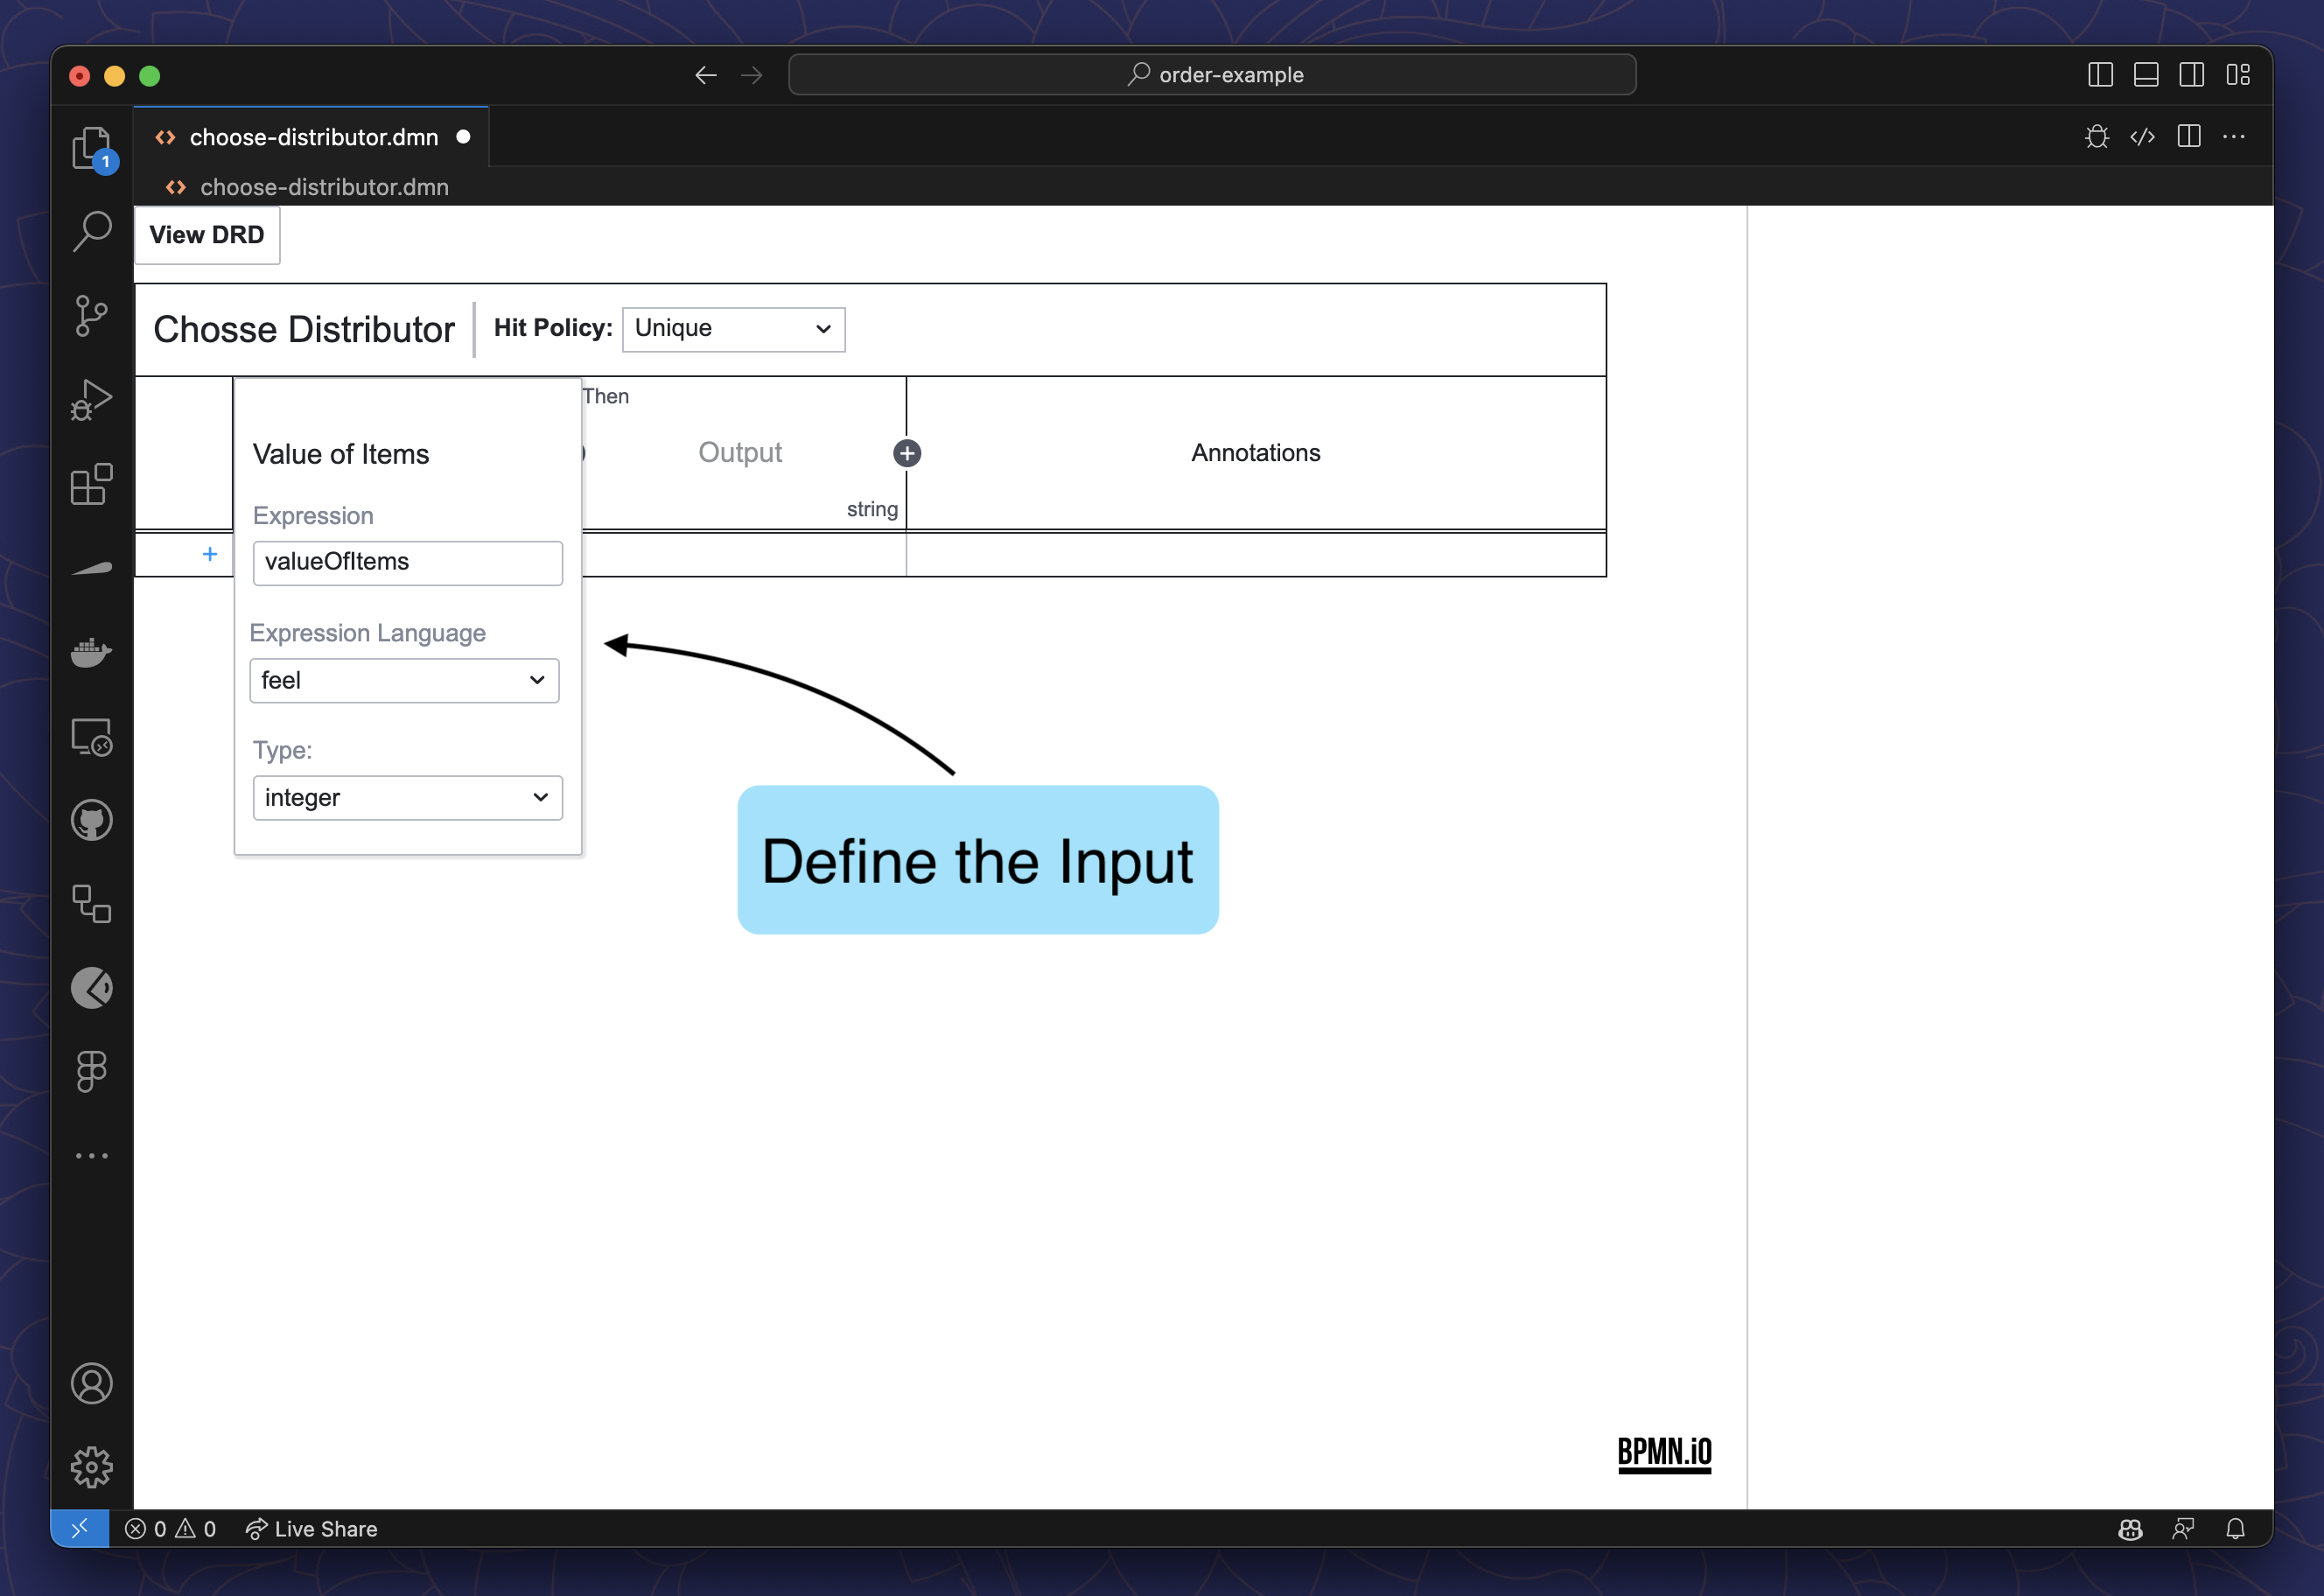 order-example
1
choose-distributor.dmn
choose-distributor.dmn
View DRD
Chosse Distributor
Hit Policy: Unique
Then
Value of Items
Output
Annotations
Expression
string
+
valueOfItems
Expression Language
feel
Type:
integer
Define the Input
BPMN.iO
0 0 Live Share